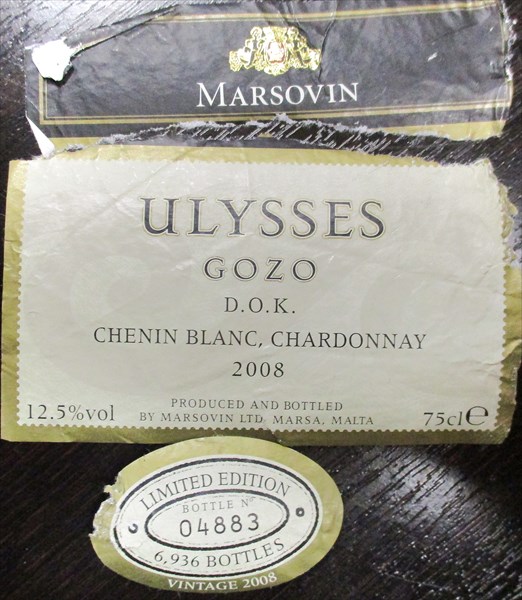 MARSOVIN
ULYSSES
GOZO
D.O.K.
CHENIN BLANC, CHARDONNAY
2008
12.5%vol
PRODUCED AND BOTTLED
BY MARSOVIN LTD. MARSA, MALTA
75cl℮
LIMITED EDITION
BOTTLE Nº
04883
6,936 BOTTLES
VINTAGE 2008